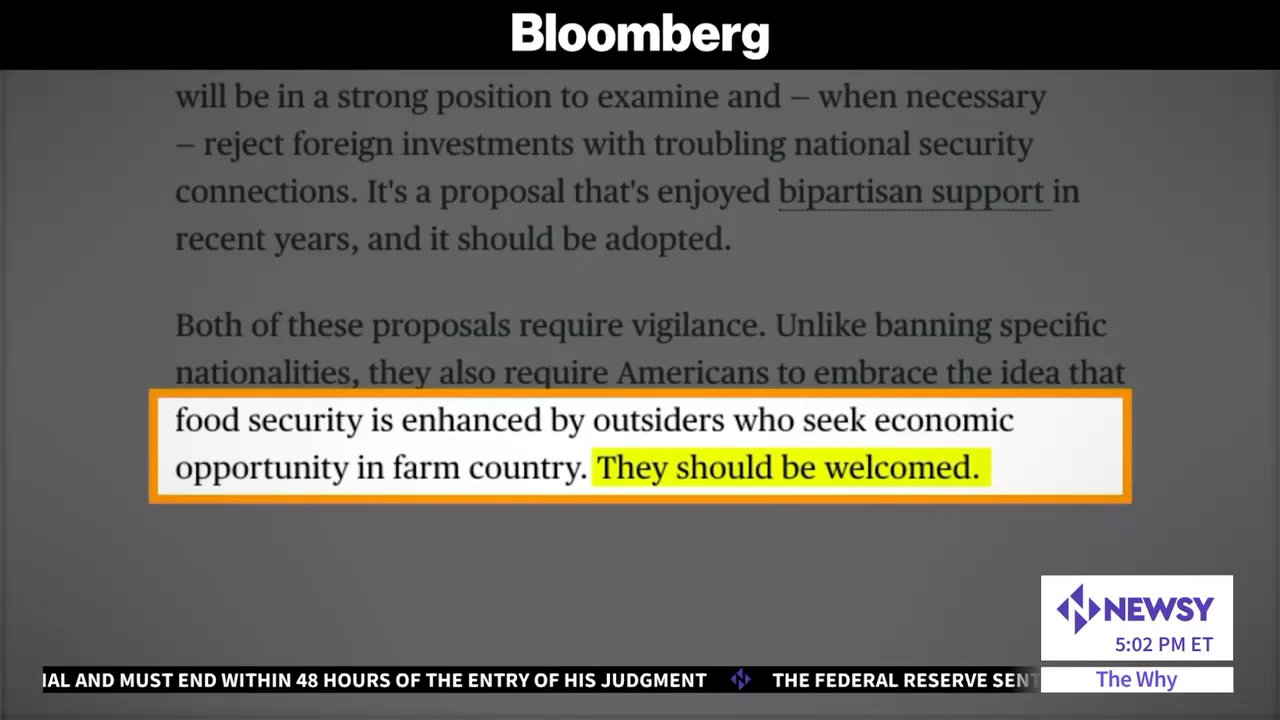 Bloomberg
will be in a strong position to examine and – when necessary
– reject foreign investments with troubling national security
connections. It's a proposal that's enjoyed bipartisan support in
recent years, and it should be adopted.
Both of these proposals require vigilance. Unlike banning specific
nationalities, they also require Americans to embrace the idea that
food security is enhanced by outsiders who seek economic
opportunity in farm country. They should be welcomed.
NEWSY
5:02 PM ET
AND MUST END WITHIN 48 HOURS OF THE ENTRY OF HIS JUDGMENT THE FEDERAL RESERVE
The Why